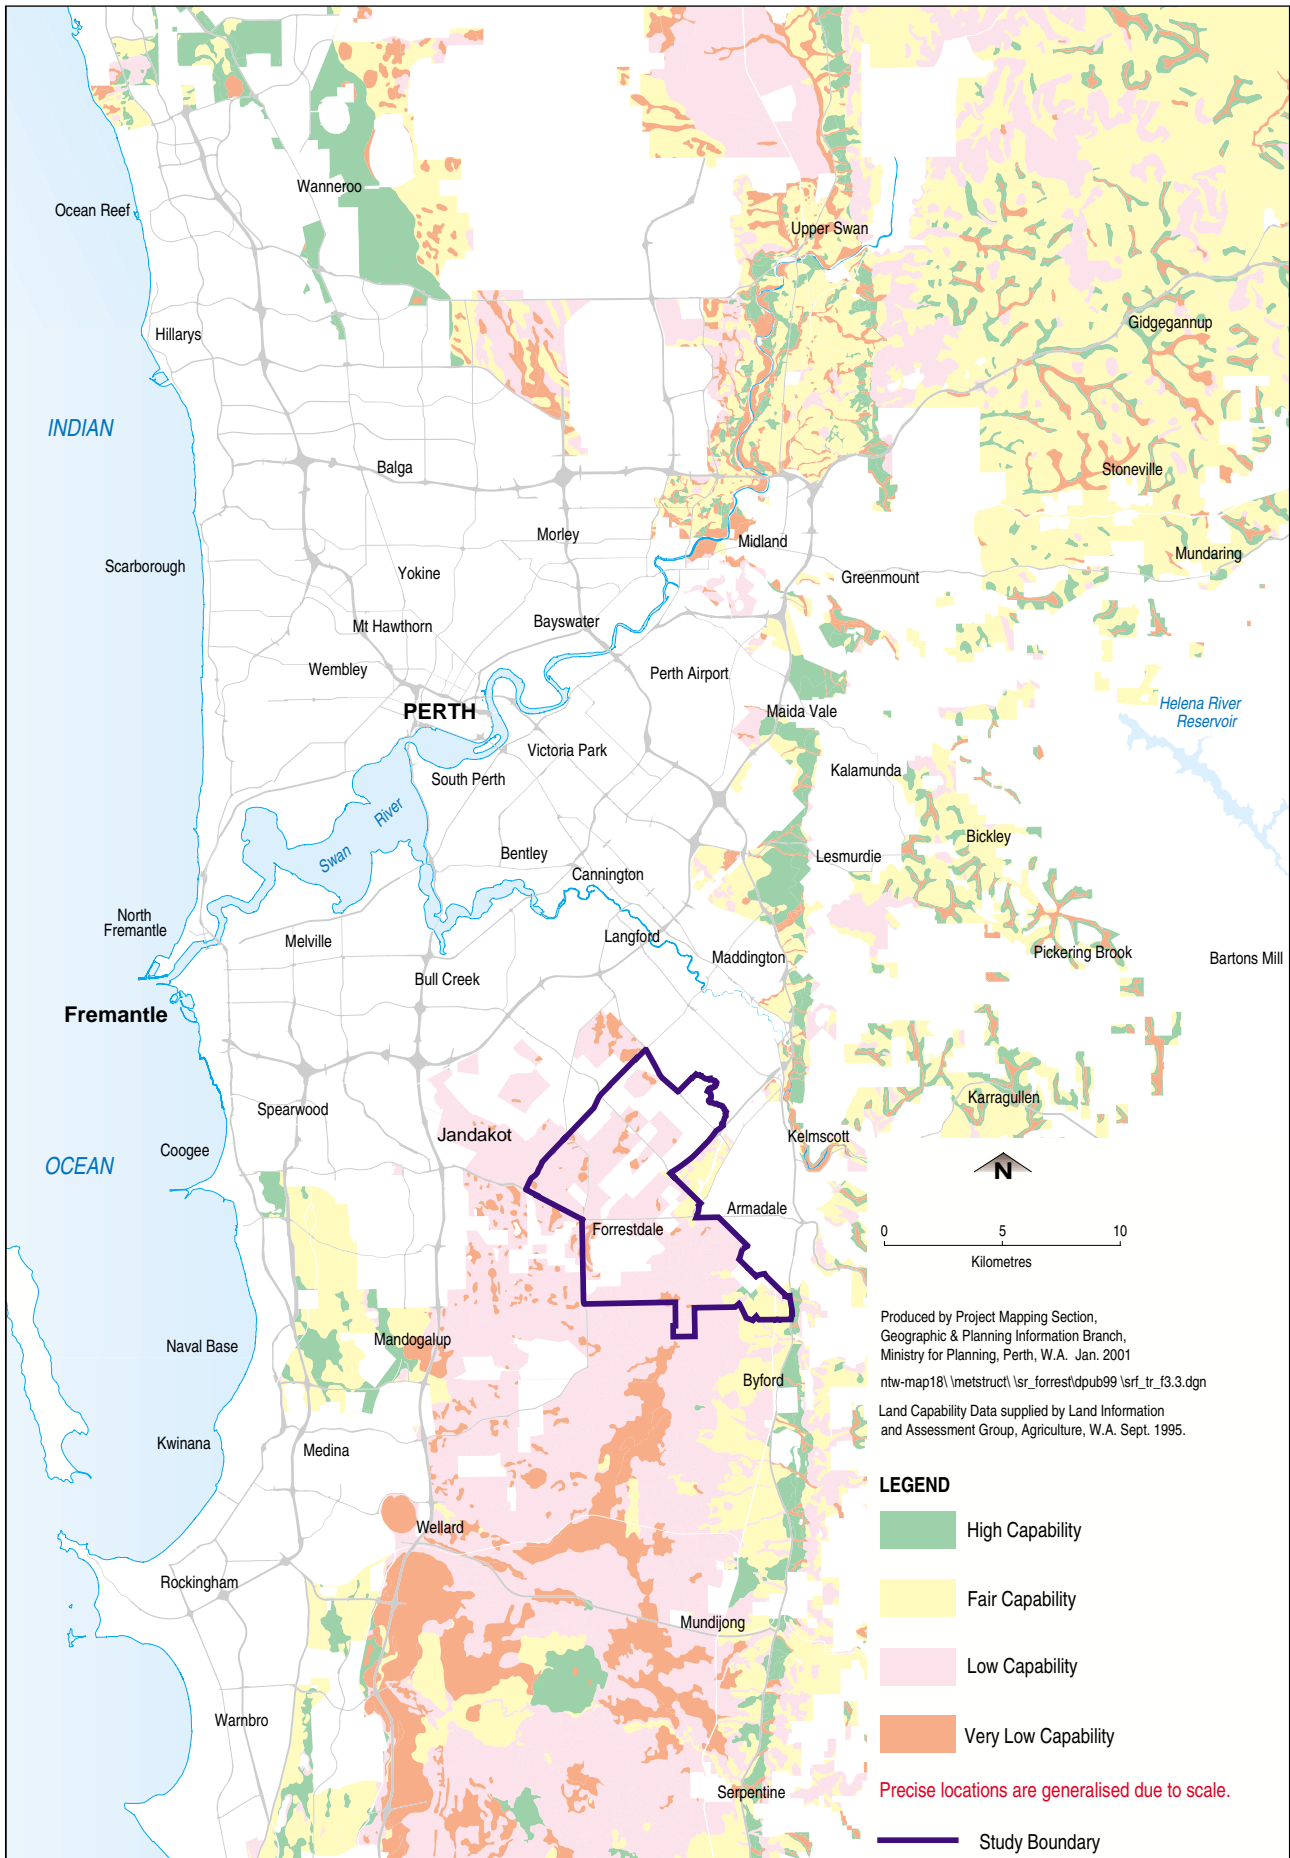 Wanneroo
Ocean Reef
Upper Swan
Gidgegannup
Hillarys
INDIAN
Balga
Stoneville
Morley
Midland
Mundaring
Scarborough
Yokine
Greenmount
Mt Hawthorn
Bayswater
Wembley
Perth Airport
PERTH
Maida Vale
Helena River
Reservoir
Victoria Park
South Perth
Kalamunda
Swan
River
Bickley
Bentley
Lesmurdie
Cannington
North
Fremantle
Melville
Langford
Maddington
Pickering Brook
Bartons Mill
Bull Creek
Fremantle
Spearwood
Karragullen
Jandakot
Kelmscott
Coogee
OCEAN
N
Armadale
Forrestdale
0
5
10
Kilometres
Produced by Project Mapping Section,
Geographic & Planning Information Branch,
Ministry for Planning, Perth, W.A. Jan. 2001
ntw-map18\ \metstruct\ \sr_forrest\dpub99 \srf_tr_f3.3.dgn
Land Capability Data supplied by Land Information
and Assessment Group, Agriculture, W.A. Sept. 1995.
Naval Base
Mandogalup
Byford
Kwinana
Medina
Wellard
Rockingham
Mundijong
Warnbro
Serpentine
LEGEND
High Capability
Fair Capability
Low Capability
Very Low Capability
Precise locations are generalised due to scale.
Study Boundary